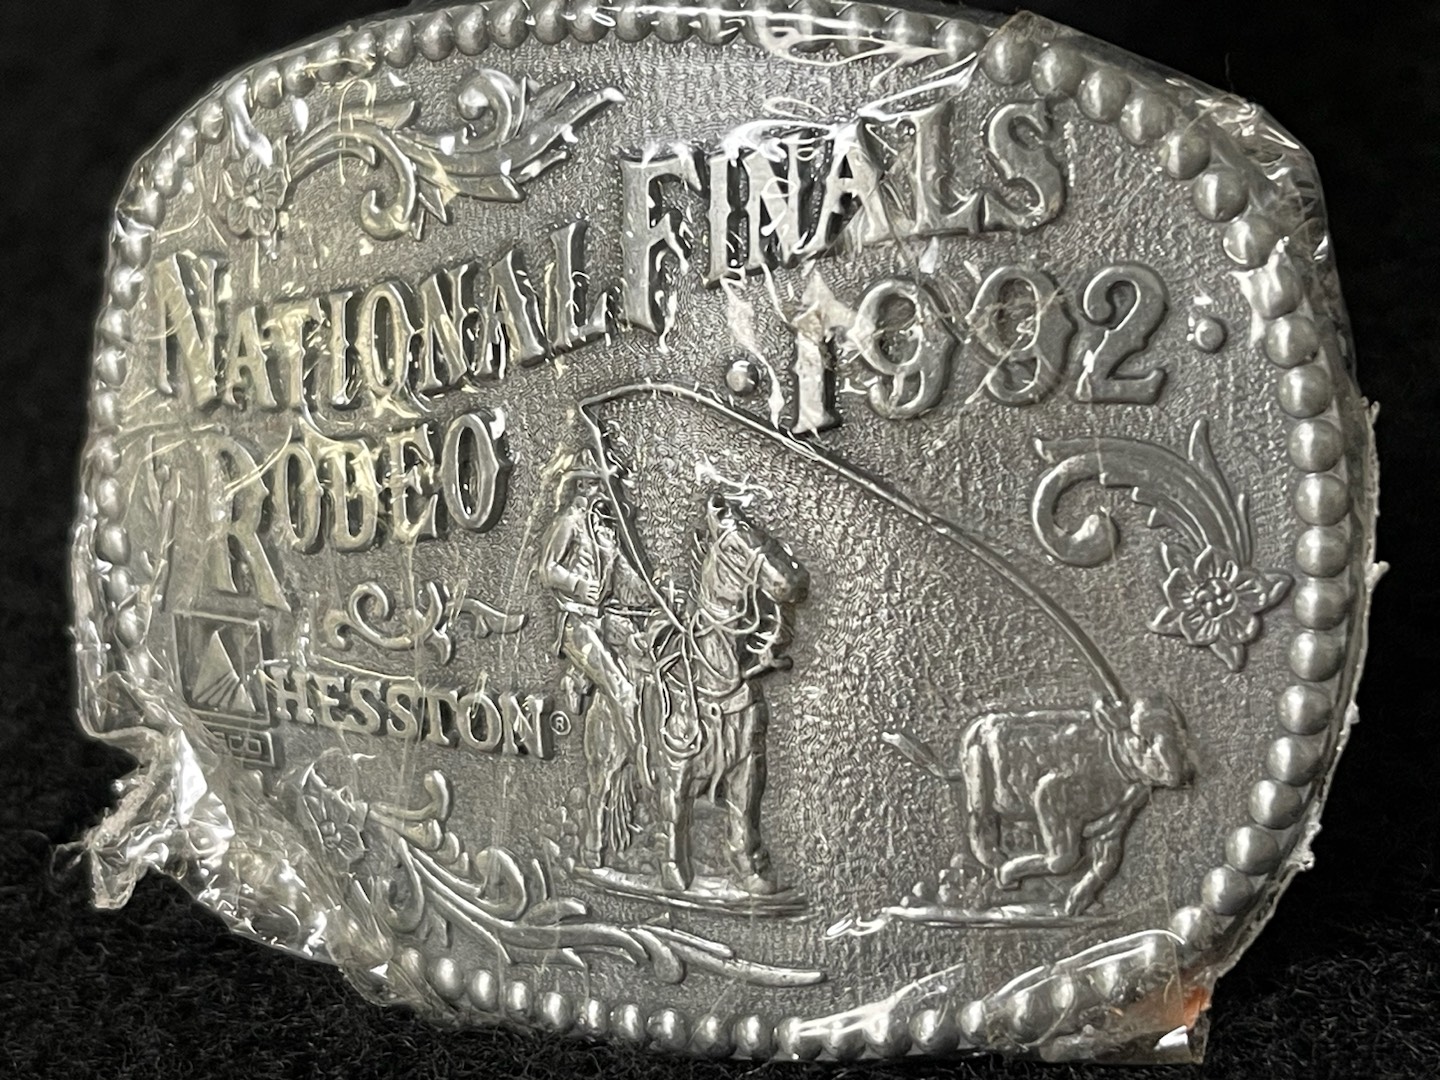 NATIONAL FINALS
RODEO
· 1992 ·
HESSTON®